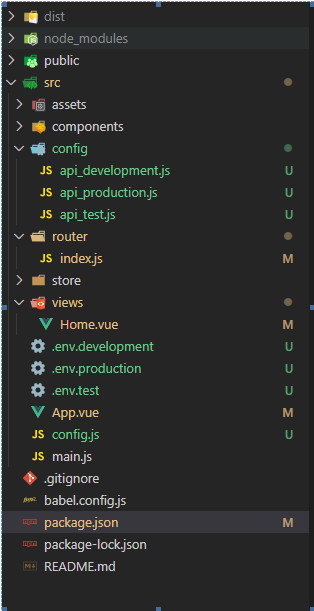 dist
node_modules
public
src
assets
components
config
JS api_development.js U
JS api_production.js U
JS api_test.js U
router
JS index.js M
store
views
Home.vue M
.env.development U
.env.production U
.env.test U
App.vue M
JS config.js U
JS main.js
.gitignore
babel.config.js
package.json M
package-lock.json
README.md